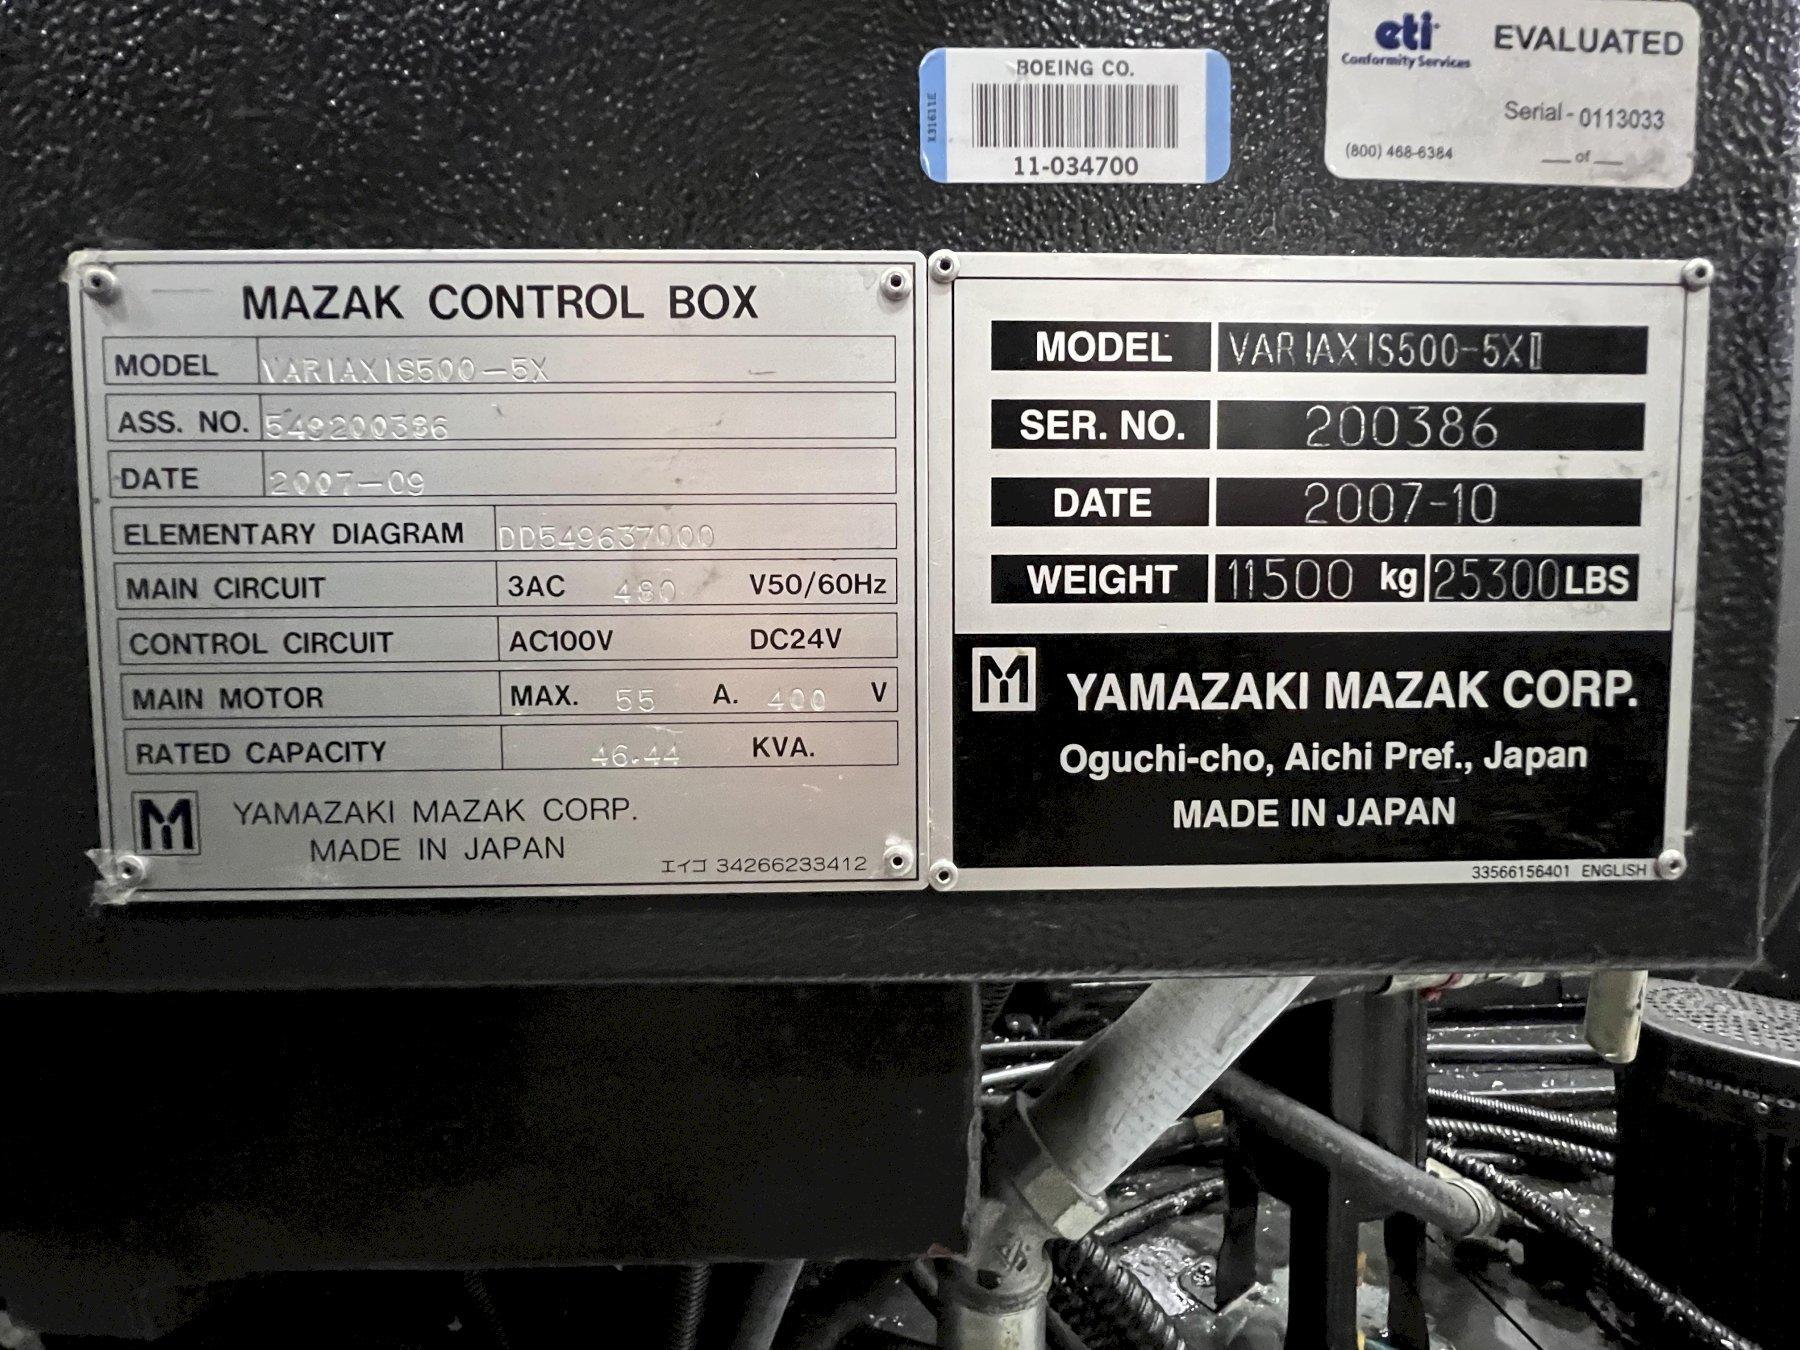 BOEING CO.
11-034700
eti
Conformity Services
EVALUATED
Serial - 0113033
(800) 468-6384
___ of ___
MAZAK CONTROL BOX
MODEL VARIAXIS500-5X
ASS. NO. 549200386
DATE 2007-09
ELEMENTARY DIAGRAM DD549637000
MAIN CIRCUIT 3AC 480 V50/60Hz
CONTROL CIRCUIT AC100V DC24V
MAIN MOTOR MAX. 55 A. 400 V
RATED CAPACITY 46.44 KVA.
YAMAZAKI MAZAK CORP.
MADE IN JAPAN
エイコ 34266233412
MODEL VARIAXIS500-5XⅡ
SER. NO. 200386
DATE 2007-10
WEIGHT 11500 kg 25300 LBS
M YAMAZAKI MAZAK CORP.
Oguchi-cho, Aichi Pref., Japan
MADE IN JAPAN
33566156401 ENGLISH